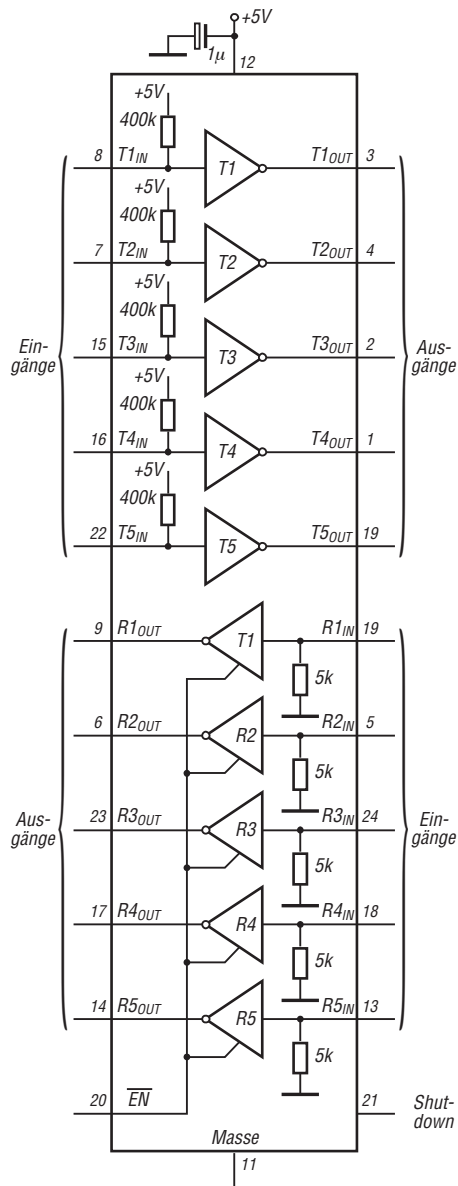 +5V
1µ
12
+5V
400k
8 T1IN T1 T1OUT 3
+5V
400k
7 T2IN T2 T2OUT 4
+5V
400k
Ein-
gänge
15 T3IN T3 T3OUT 2
Aus-
gänge
+5V
400k
16 T4IN T4 T4OUT 1
+5V
400k
22 T5IN T5 T5OUT 19
9 R1OUT T1 R1IN 19
5k
6 R2OUT R2 R2IN 5
5k
Aus-
gänge
23 R3OUT R3 R3IN 24
Ein-
gänge
5k
17 R4OUT R4 R4IN 18
5k
14 R5OUT R5 R5IN 13
5k
20 EN
21 Shut-
down
Masse
11